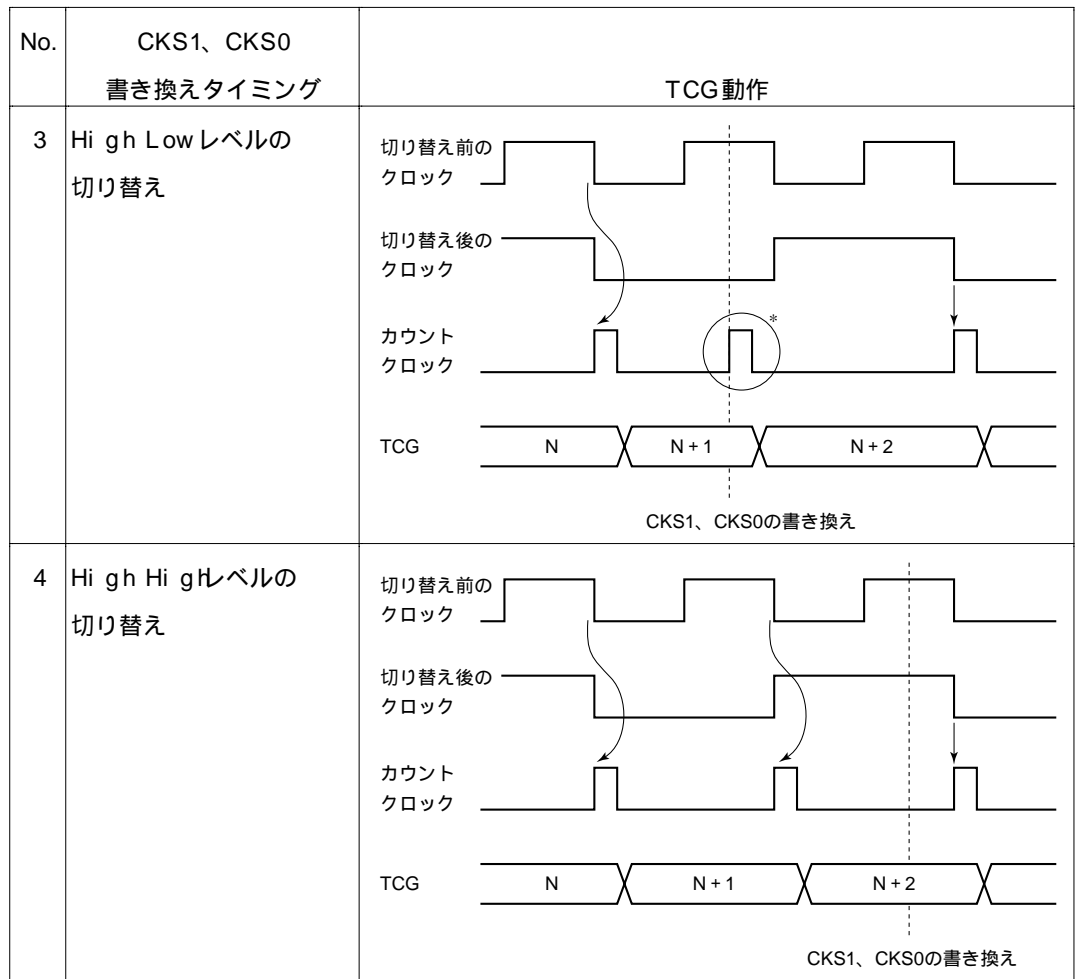 No.
CKS1、CKS0
書き換えタイミング
TCG動作
3
High Lowレベルの
切り替え
切り替え前の
クロック
切り替え後の
クロック
カウント
クロック
*
TCG
N
N + 1
N + 2
CKS1、CKS0の書き換え
4
High Highレベルの
切り替え
切り替え前の
クロック
切り替え後の
クロック
カウント
クロック
TCG
N
N + 1
N + 2
CKS1、CKS0の書き換え